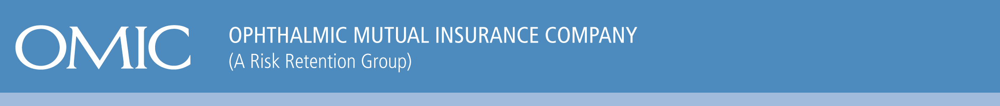 OMIC
OPHTHALMIC MUTUAL INSURANCE COMPANY
(A Risk Retention Group)